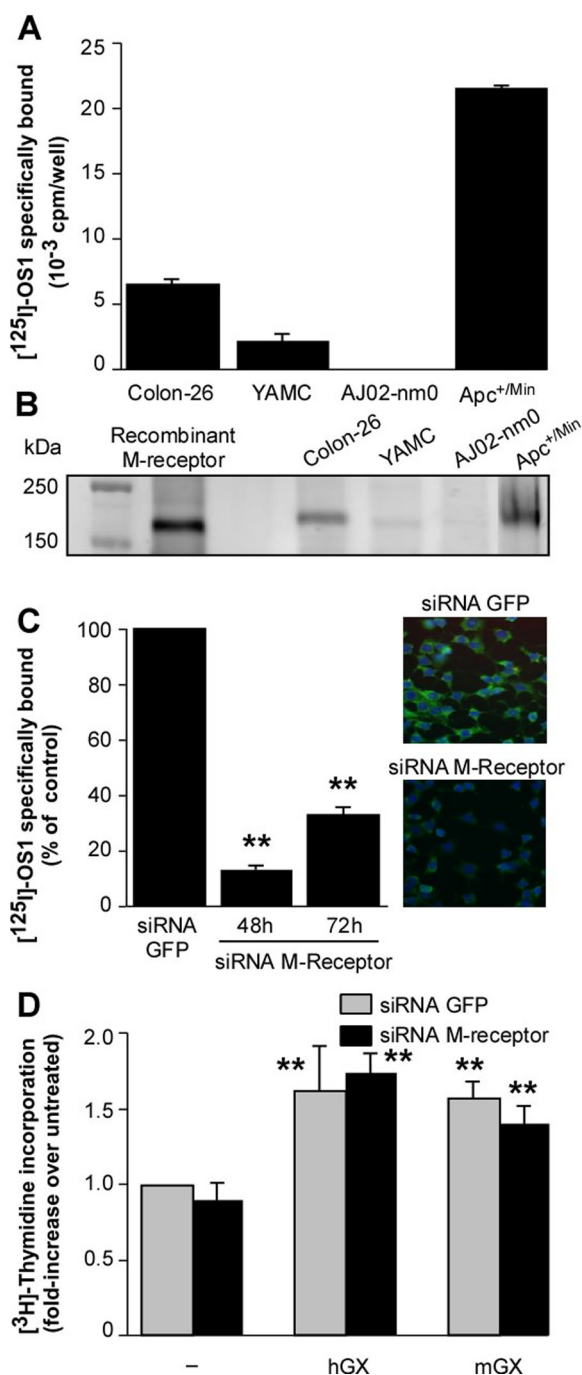 A
[125I]-OS1 specifically bound
(10-3 cpm/well)
25
20
15
10
5
0
Colon-26 YAMC AJ02-nm0 Apc+/Min
B
kDa
Recombinant
M-receptor
Colon-26
YAMC
AJ02-nm0
Apc+/Min
250
150
C
[125I]-OS1 specifically bound
(% of control)
100
80
60
40
20
0
**
**
siRNA
GFP
48h 72h
siRNA M-Receptor
siRNA GFP
siRNA M-Receptor
D
[3H]-Thymidine incorporation
(fold-increase over untreated)
siRNA GFP
siRNA M-receptor
2.0
1.5
1.0
0.5
0
** **
** **
– hGX mGX